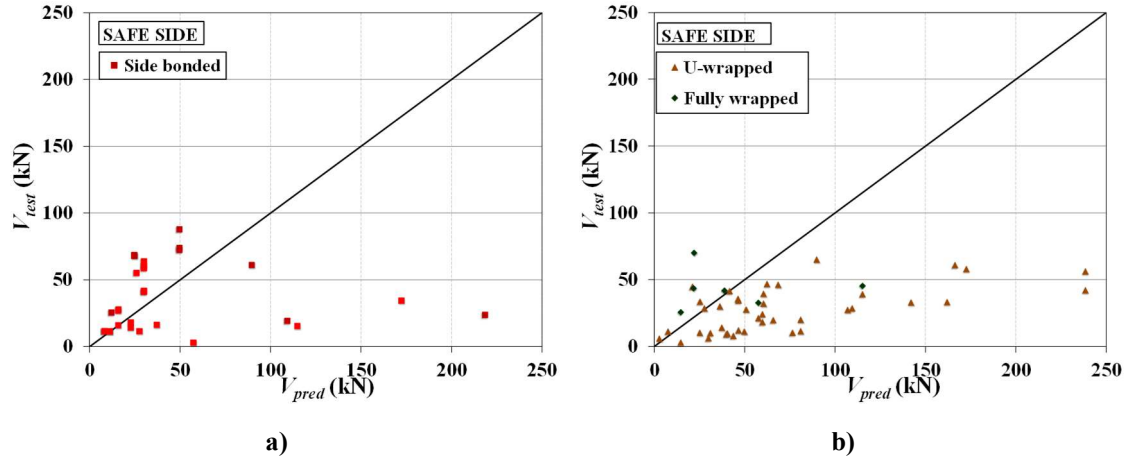 250
200
150
100
50
0
V_test (kN)
SAFE SIDE
Side bonded
0 50 100 150 200 250
V_pred (kN)
a)
250
200
150
100
50
0
V_test (kN)
SAFE SIDE
U-wrapped
Fully wrapped
0 50 100 150 200 250
V_pred (kN)
b)